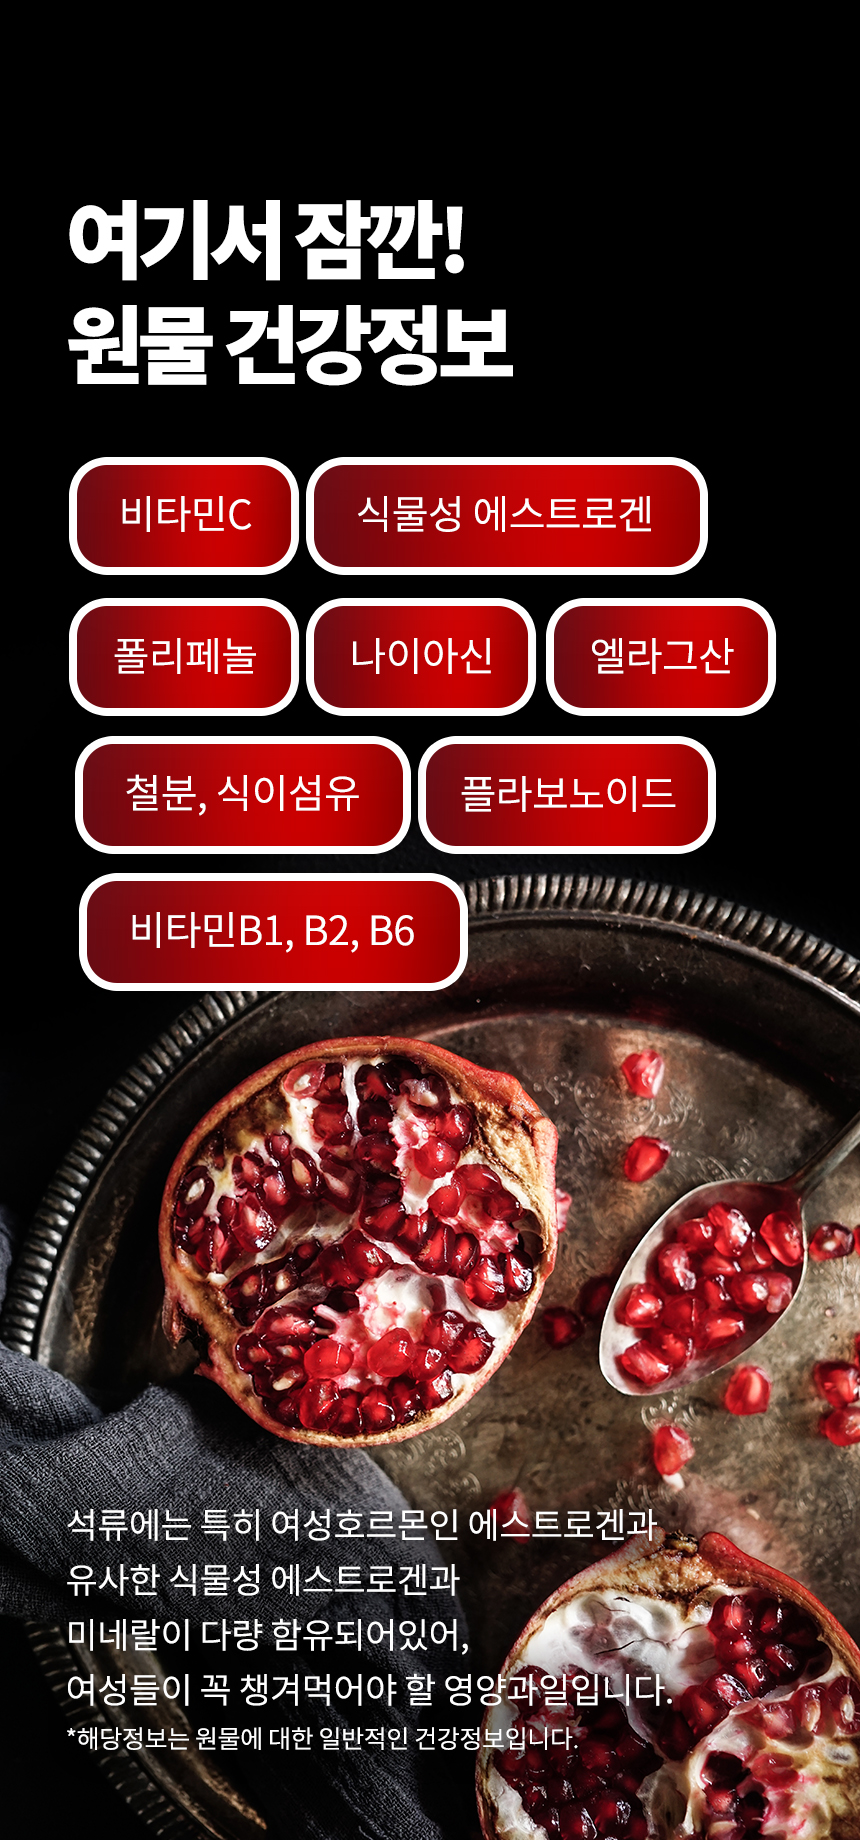 여기서 잠깐!
원물 건강정보
비타민C 식물성 에스트로겐
폴리페놀 나이아신 엘라그산
철분, 식이섬유 플라보노이드
비타민B1, B2, B6
석류에는 특히 여성호르몬인 에스트로겐과
유사한 식물성 에스트로겐과
미네랄이 다량 함유되어있어,
여성들이 꼭 챙겨먹어야 할 영양과일입니다.
*해당정보는 원물에 대한 일반적인 건강정보입니다.